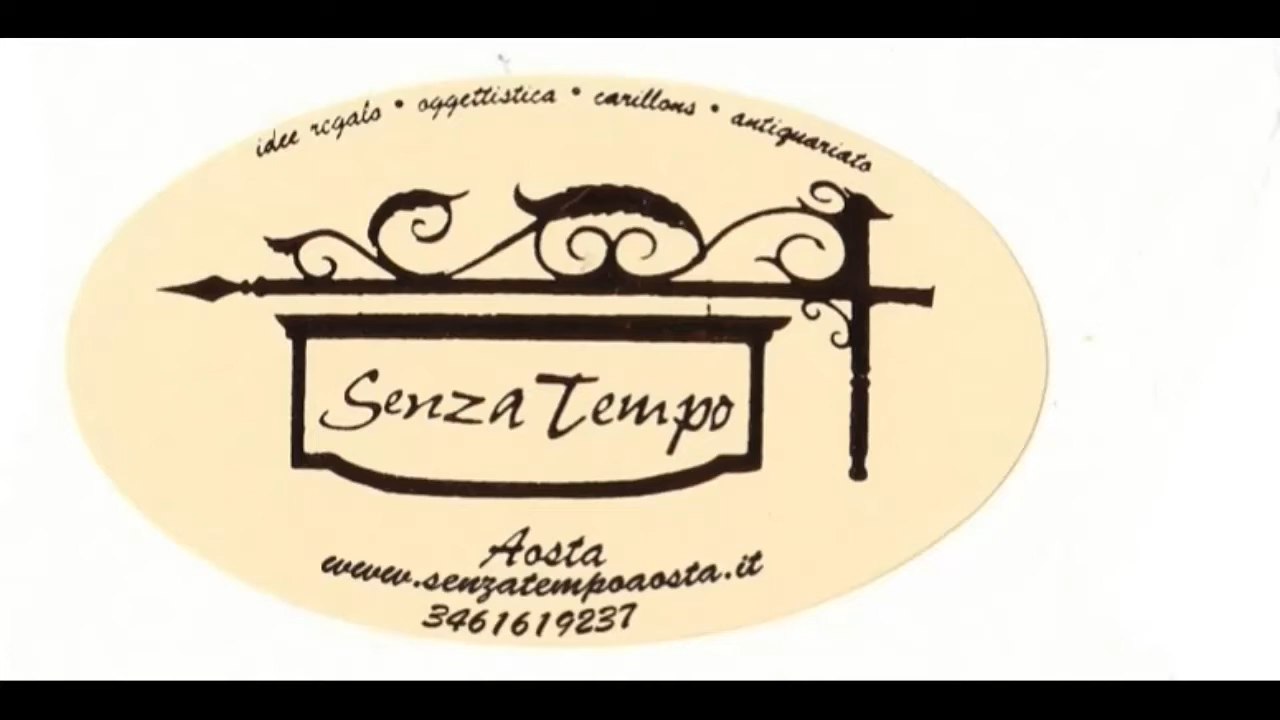 idee regalo • oggettistica • carillons • antiquariato
Senza Tempo
Aosta
www.senzatempoaosta.it
3461619237